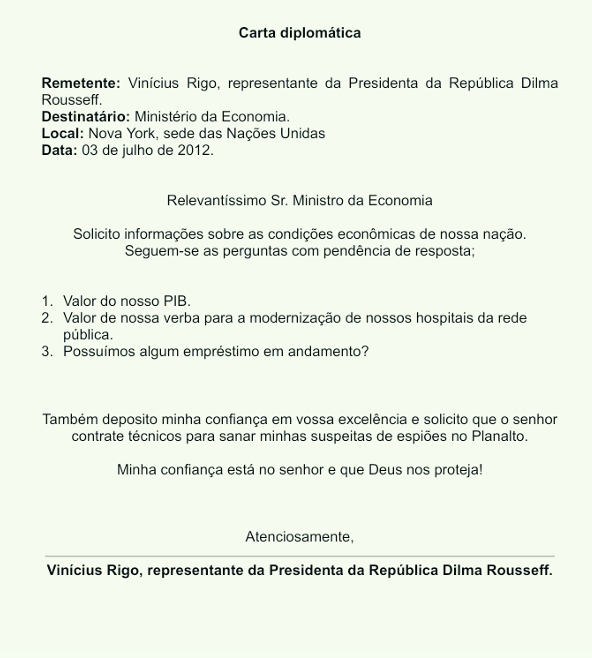 Carta diplomática
Remetente: Vinícius Rigo, representante da Presidenta da República Dilma
Rousseff.
Destinatário: Ministério da Economia.
Local: Nova York, sede das Nações Unidas
Data: 03 de julho de 2012.
Relevantíssimo Sr. Ministro da Economia
Solicito informações sobre as condições econômicas de nossa nação.
Seguem-se as perguntas com pendência de resposta;
1. Valor do nosso PIB.
2. Valor de nossa verba para a modernização de nossos hospitais da rede
pública.
3. Possuímos algum empréstimo em andamento?
Também deposito minha confiança em vossa excelência e solicito que o senhor
contrate técnicos para sanar minhas suspeitas de espiões no Planalto.
Minha confiança está no senhor e que Deus nos proteja!
Atenciosamente,
Vinícius Rigo, representante da Presidenta da República Dilma Rousseff.